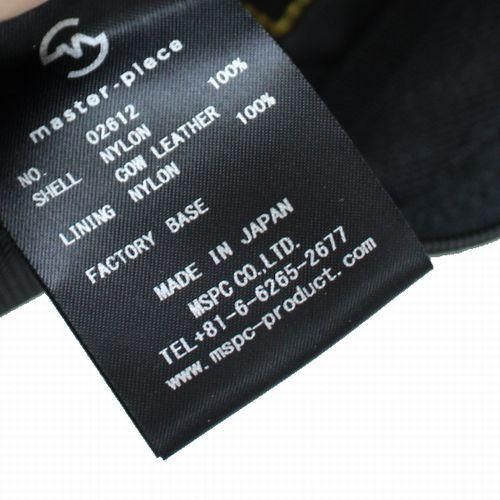 master-piece
NO. 02612
SHELL NYLON 100%
COW LEATHER 100%
LINING NYLON
FACTORY BASE
MADE IN JAPAN
MSPC CO.,LTD.
TEL+81-6-6265-2677
www.mspc-product.com